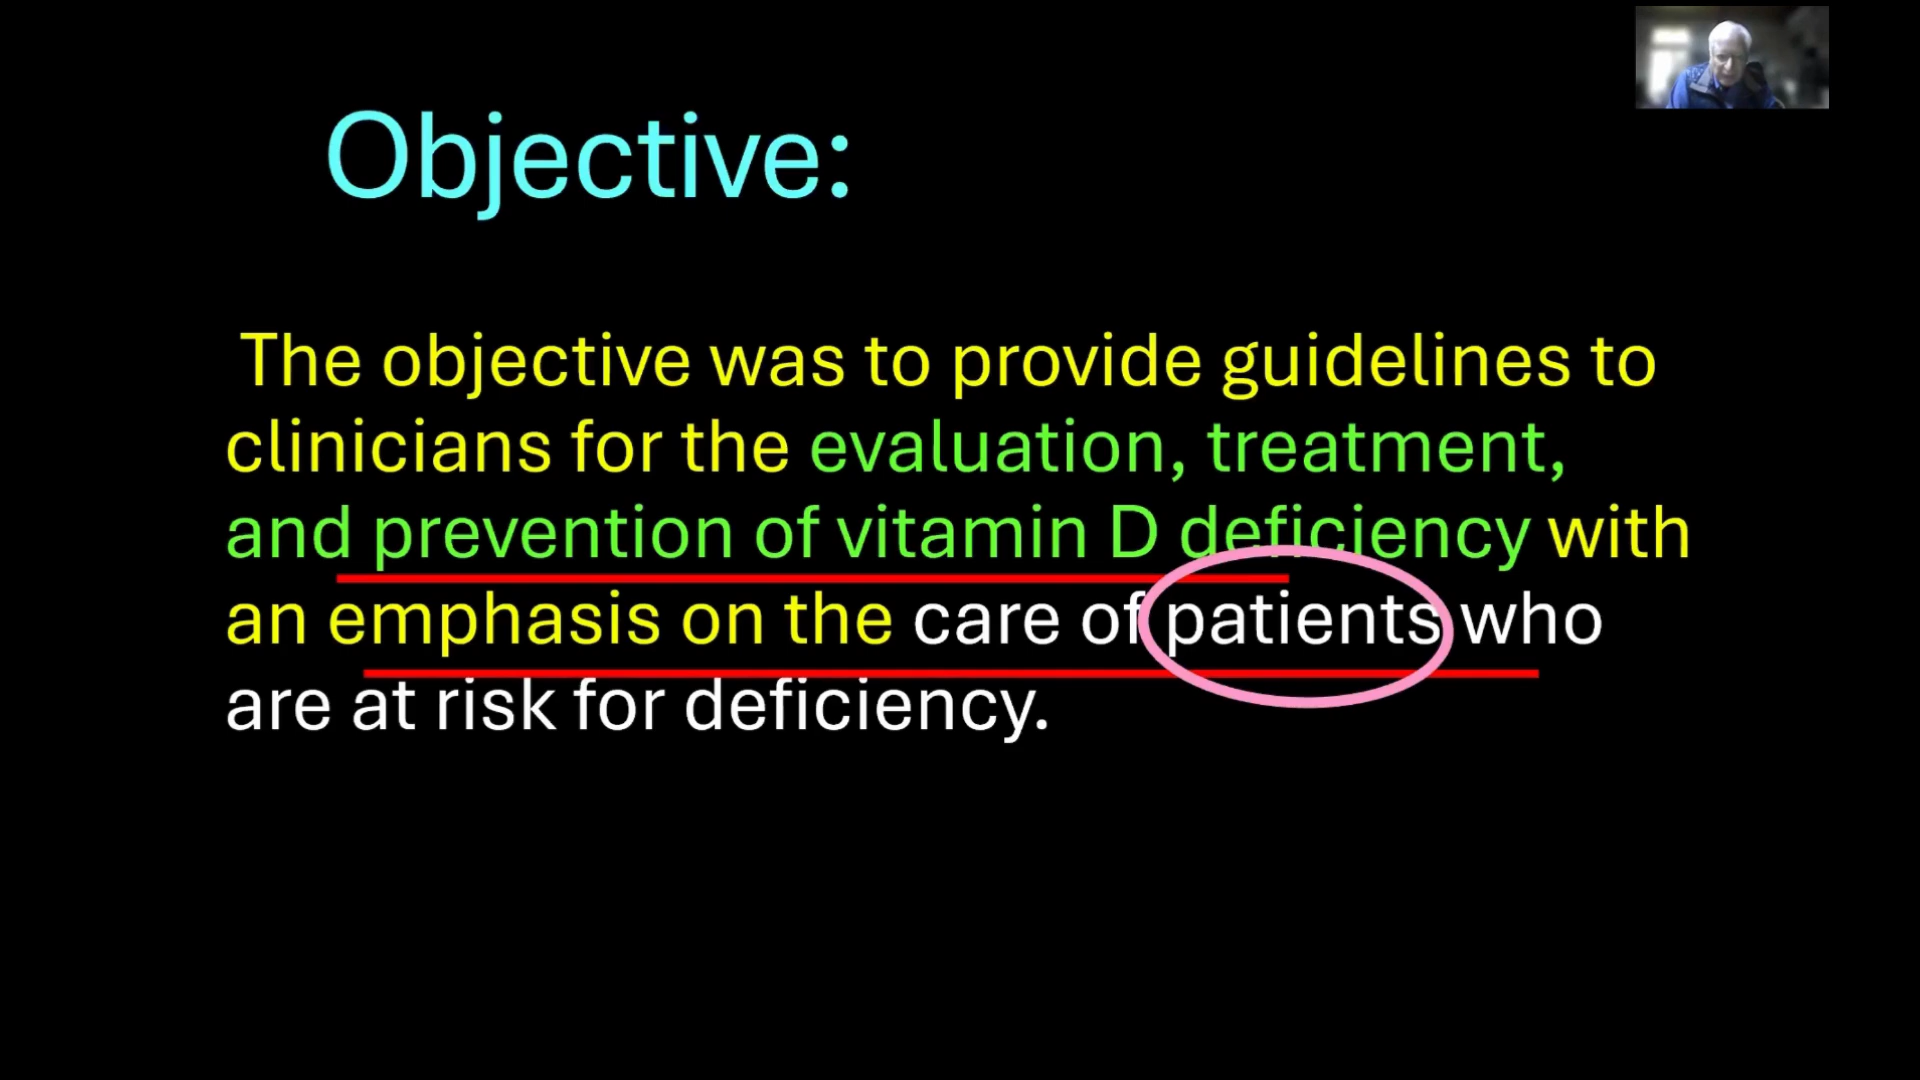 Objective:
The objective was to provide guidelines to
clinicians for the evaluation, treatment,
and prevention of vitamin D deficiency with
an emphasis on the care of patients who
are at risk for deficiency.